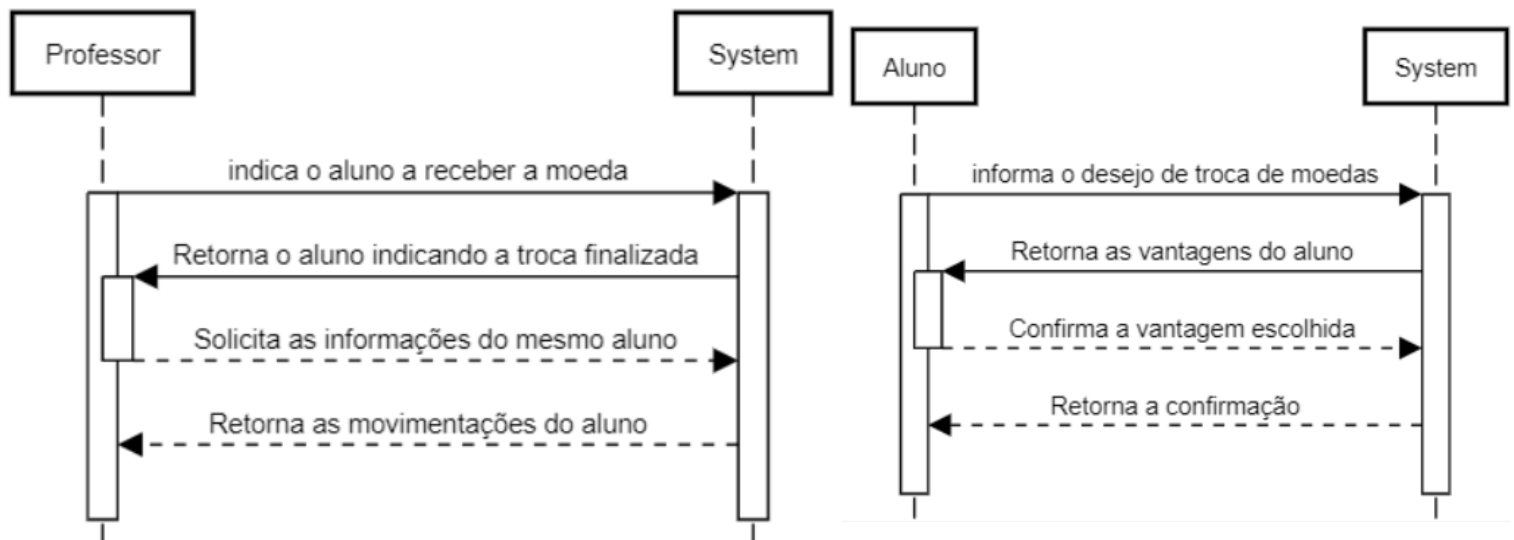 Professor
System
indica o aluno a receber a moeda
Retorna o aluno indicando a troca finalizada
Solicita as informações do mesmo aluno
Retorna as movimentações do aluno
Aluno
System
informa o desejo de troca de moedas
Retorna as vantagens do aluno
Confirma a vantagem escolhida
Retorna a confirmação